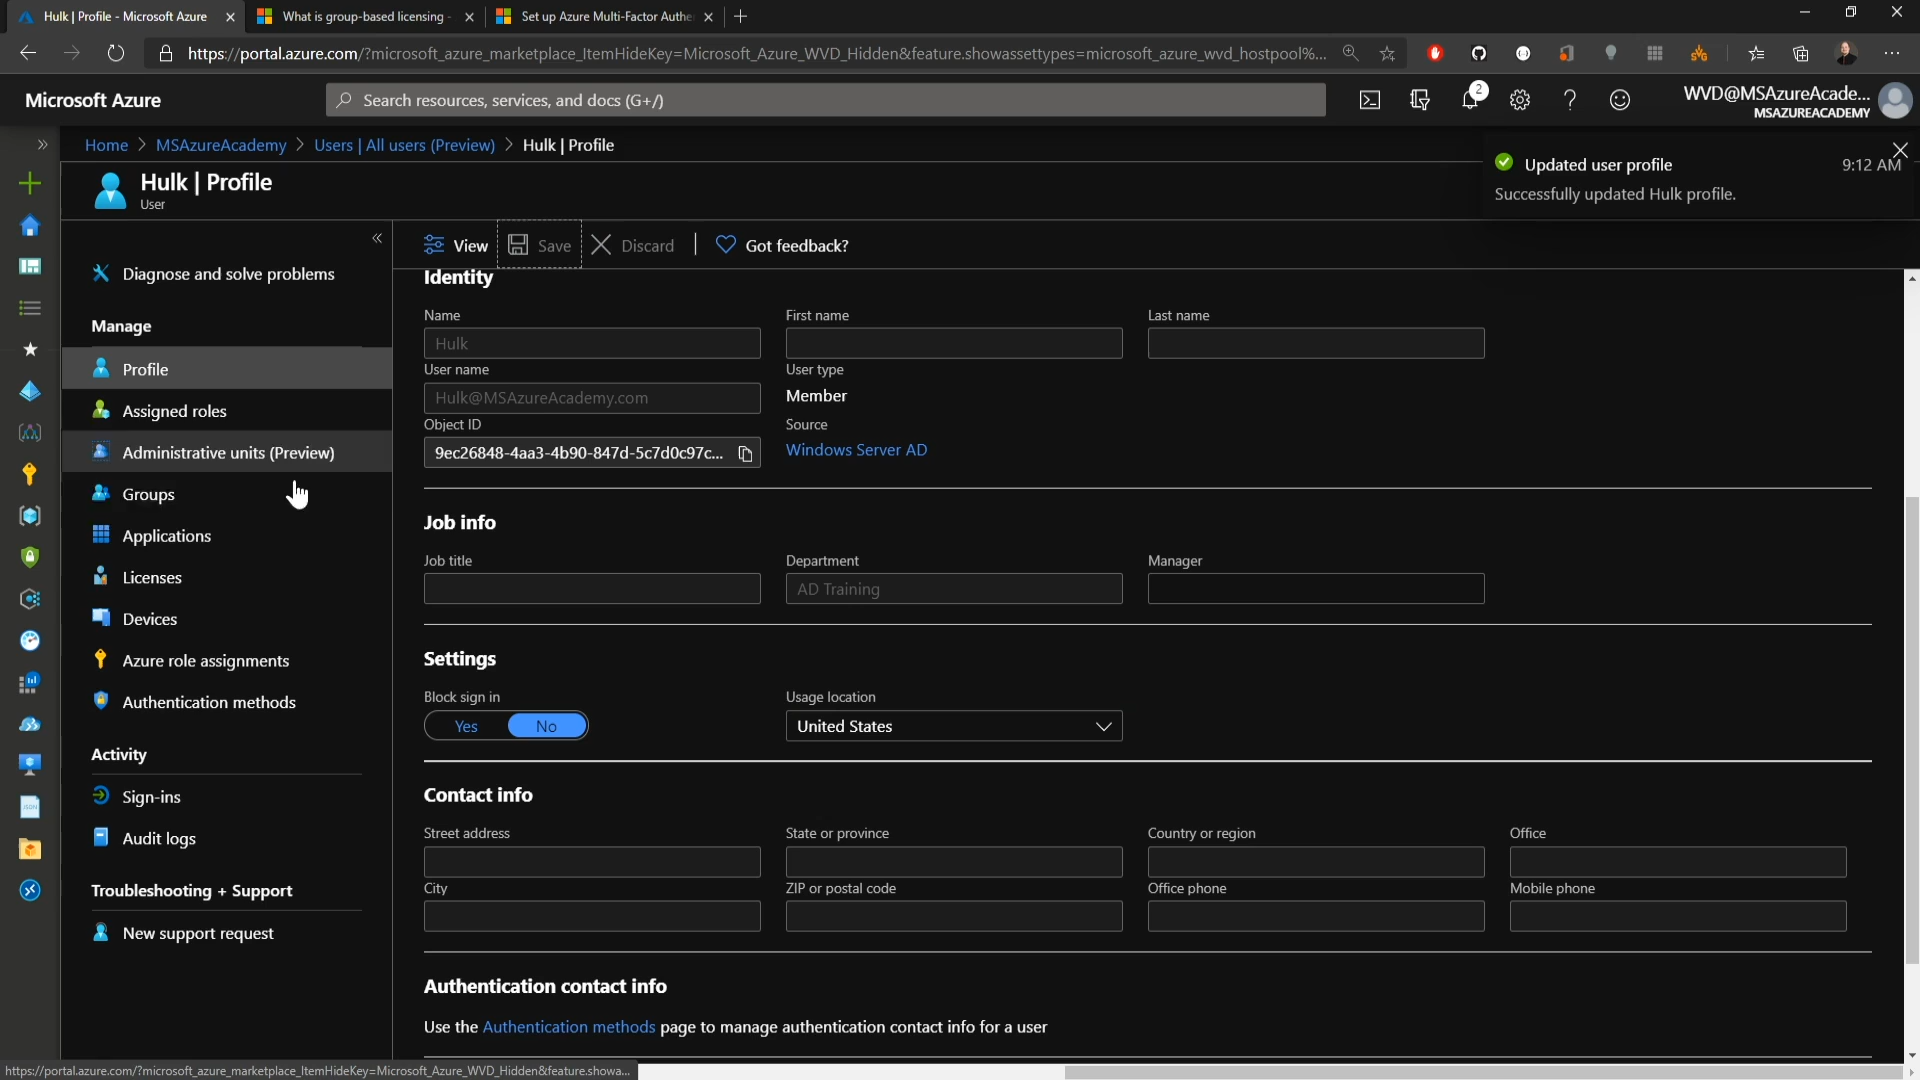 Hulk | Profile - Microsoft Azure
What is group-based licensing -
Set up Azure Multi-Factor Authe
https://portal.azure.com/?microsoft_azure_marketplace_ItemHideKey=Microsoft_Azure_WVD_Hidden&feature.showassettypes=microsoft_azure_wvd_hostpool%...
Microsoft Azure
Search resources, services, and docs (G+/)
2
WVD@MSAzureAcade...
MSAZUREACADEMY
Home > MSAzureAcademy > Users | All users (Preview) > Hulk | Profile
Updated user profile
9:12 AM
Successfully updated Hulk profile.
Hulk | Profile
User
View
Save
Discard
Got feedback?
Diagnose and solve problems
Manage
Profile
Assigned roles
Administrative units (Preview)
Groups
Applications
Licenses
Devices
Azure role assignments
Authentication methods
Activity
Sign-ins
Audit logs
Troubleshooting + Support
New support request
Identity
Name
First name
Last name
Hulk
User name
User type
Hulk@MSAzureAcademy.com
Member
Object ID
Source
9ec26848-4aa3-4b90-847d-5c7d0c97c...
Windows Server AD
Job info
Job title
Department
Manager
AD Training
Settings
Block sign in
Usage location
Yes
No
United States
Contact info
Street address
State or province
Country or region
Office
City
ZIP or postal code
Office phone
Mobile phone
Authentication contact info
Use the Authentication methods page to manage authentication contact info for a user
https://portal.azure.com/?microsoft_azure_marketplace_ItemHideKey=Microsoft_Azure_WVD_Hidden&feature.showa...